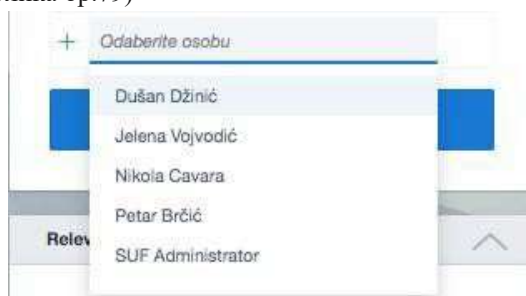 Odaberite osobu
Dušan Džinić
Jelena Vojvodić
Nikola Cavara
Petar Brčić
SUF Administrator